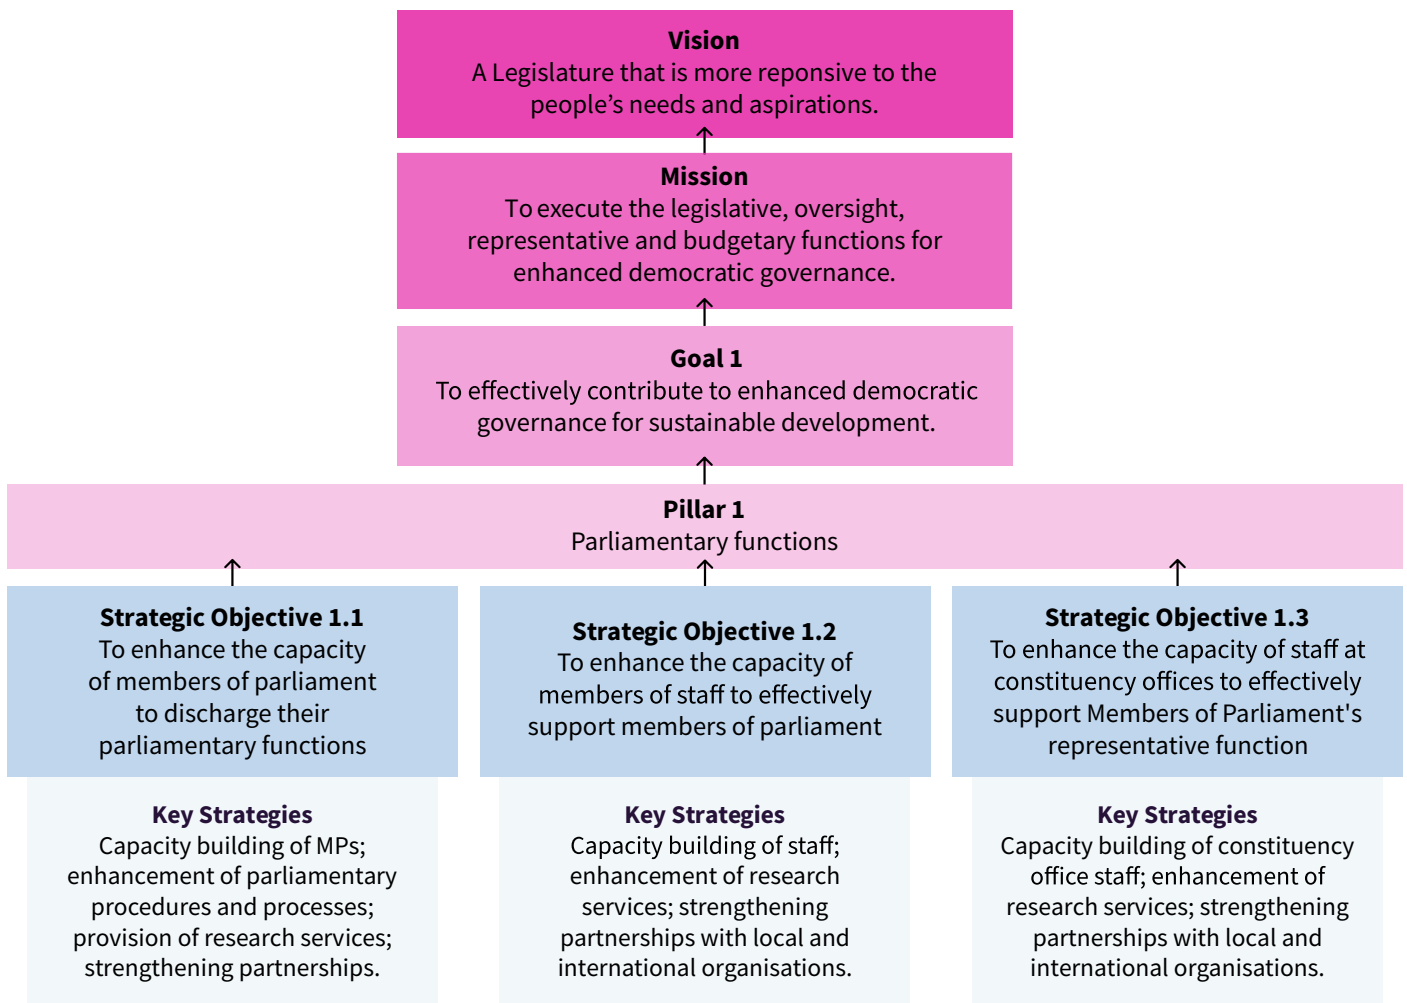 Vision
A Legislature that is more reponsive to the
people’s needs and aspirations.
Mission
To execute the legislative, oversight,
representative and budgetary functions for
enhanced democratic governance.
Goal 1
To effectively contribute to enhanced democratic
governance for sustainable development.
Pillar 1
Parliamentary functions
Strategic Objective 1.1
To enhance the capacity
of members of parliament
to discharge their
parliamentary functions
Key Strategies
Capacity building of MPs;
enhancement of parliamentary
procedures and processes;
provision of research services;
strengthening partnerships.
Strategic Objective 1.2
To enhance the capacity of
members of staff to effectively
support members of parliament
Key Strategies
Capacity building of staff;
enhancement of research
services; strengthening
partnerships with local and
international organisations.
Strategic Objective 1.3
To enhance the capacity of staff at
constituency offices to effectively
support Members of Parliament's
representative function
Key Strategies
Capacity building of constituency
office staff; enhancement of
research services; strengthening
partnerships with local and
international organisations.